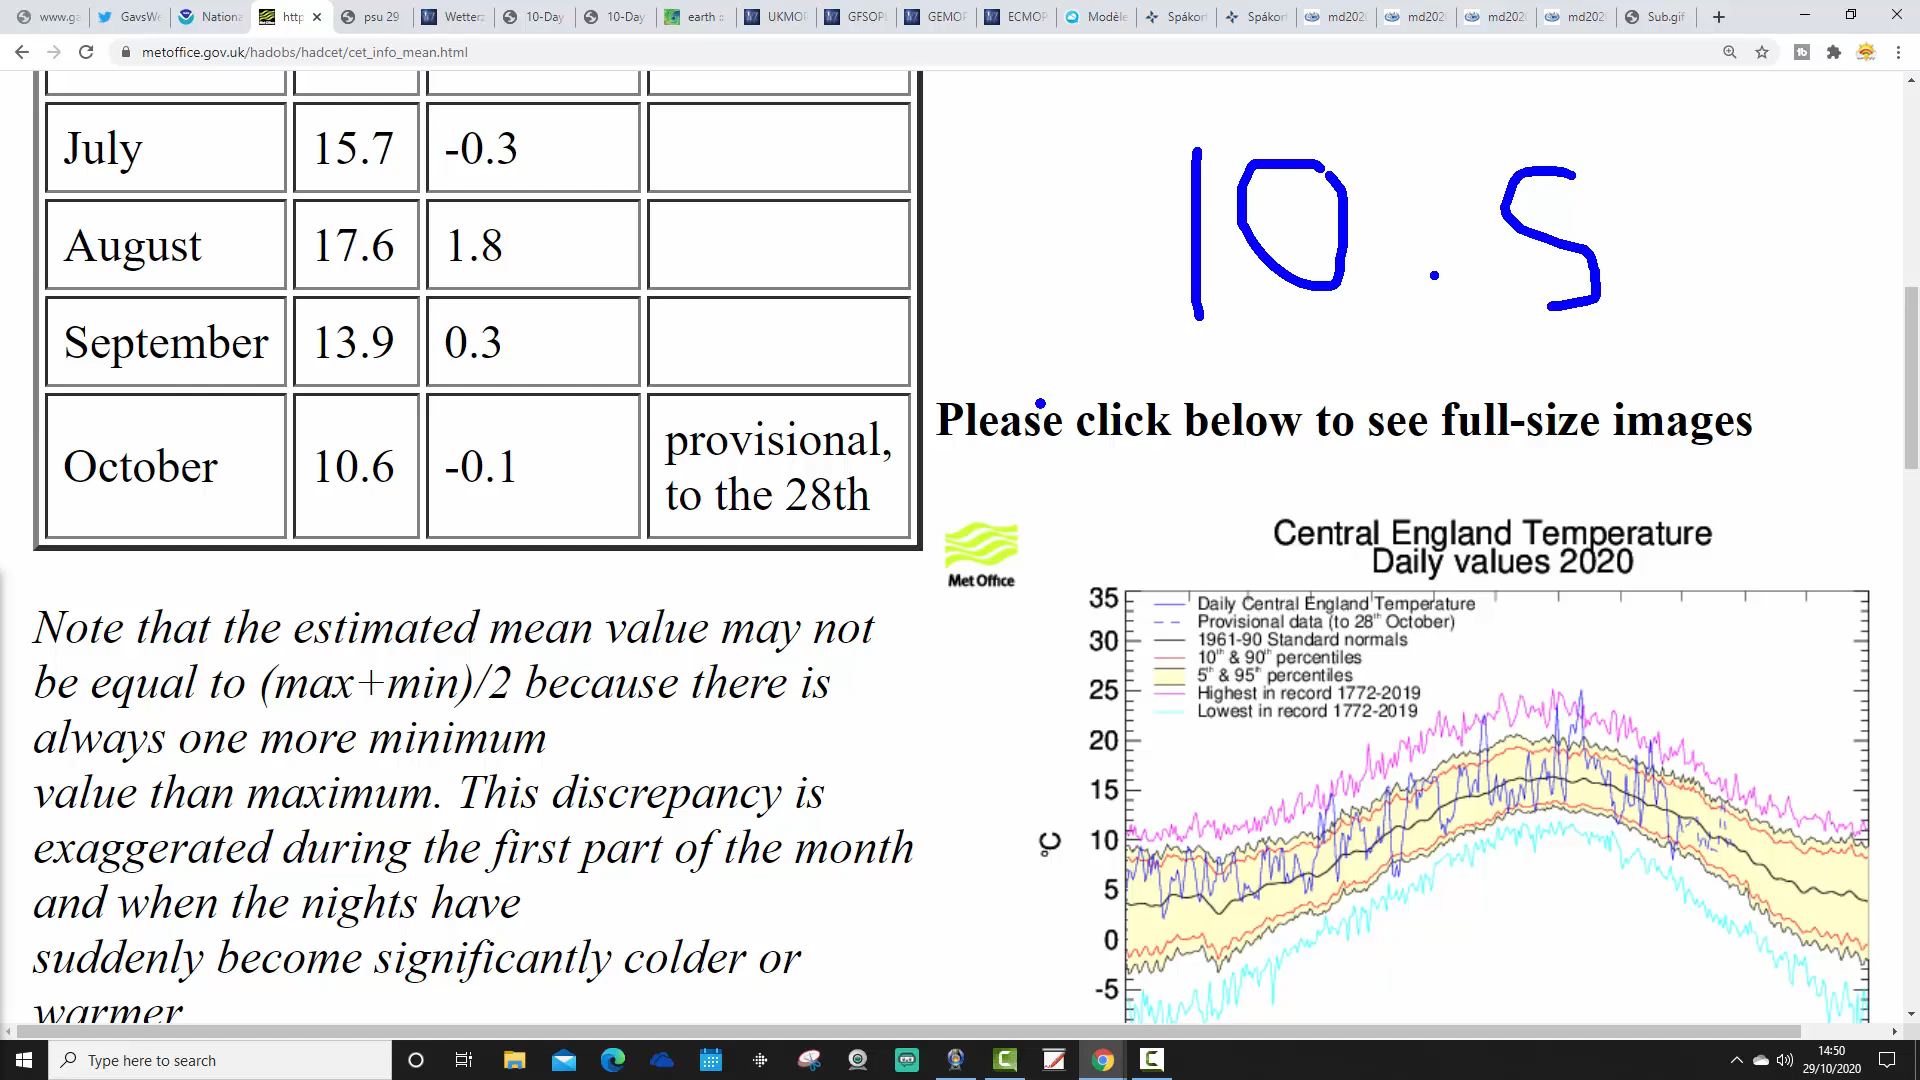 www.ga
GavsW
Nationa
http
psu 29
Wetterz
10-Day
10-Day
earth ::
UKMOP
GFSOP
GEMOP
ECMOP
Modèle
Spákor
Spákor
md202
md202
md202
md202
Sub.gif
metoffice.gov.uk/hadobs/hadcet/cet_info_mean.html
July 15.7 -0.3
August 17.6 1.8
September 13.9 0.3
October 10.6 -0.1 provisional,
to the 28th
10.5
Please click below to see full-size images
Note that the estimated mean value may not
be equal to (max+min)/2 because there is
always one more minimum
value than maximum. This discrepancy is
exaggerated during the first part of the month
and when the nights have
suddenly become significantly colder or
warmer
Met Office
Central England Temperature
Daily values 2020
Daily Central England Temperature
Provisional data (to 28th October)
1961-90 Standard normals
10th & 90th percentiles
5th & 95th percentiles
Highest in record 1772-2019
Lowest in record 1772-2019
35
30
25
20
15
10
5
0
-5
°C
Type here to search
14:50
29/10/2020